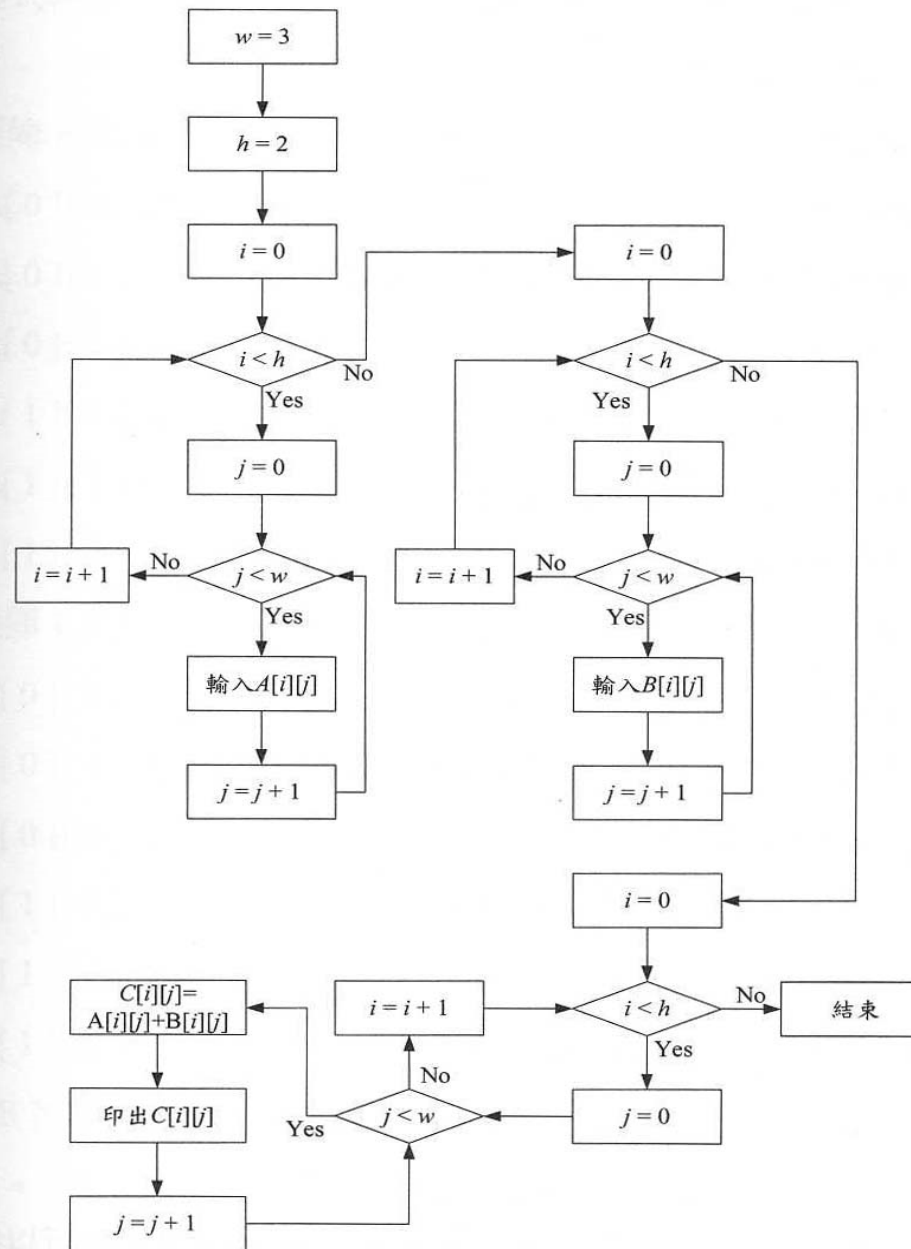 w = 3
h = 2
i = 0
i < h
No
Yes
j = 0
j < w
No
Yes
i = i + 1
輸入A[i][j]
j = j + 1
i = 0
i < h
No
Yes
j = 0
j < w
No
Yes
i = i + 1
輸入B[i][j]
j = j + 1
i = 0
i < h
No
Yes
結束
j = 0
j < w
No
Yes
i = i + 1
C[i][j]=
A[i][j]+B[i][j]
印出C[i][j]
j = j + 1